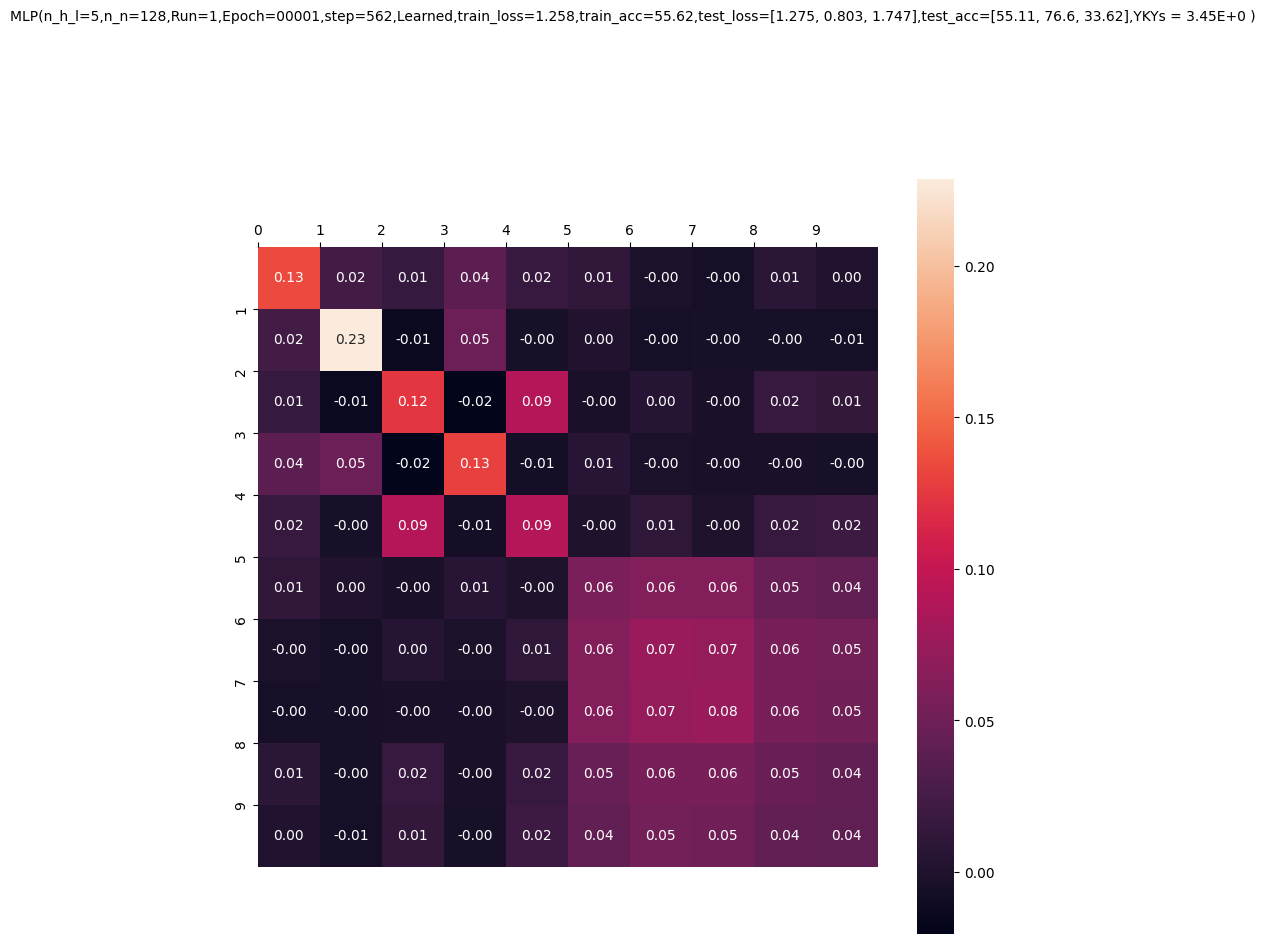 MLP(n_h_l=5,n_n=128,Run=1,Epoch=00001,step=562,Learned,train_loss=1.258,train_acc=55.62,test_loss=[1.275, 0.803, 1.747],test_acc=[55.11, 76.6, 33.62],YKYs = 3.45E+0 )
0 1 2 3 4 5 6 7 8 9
0.13 0.02 0.01 0.04 0.02 0.01 -0.00 -0.00 0.01 0.00
1
0.02 0.23 -0.01 0.05 -0.00 0.00 -0.00 -0.00 -0.00 -0.01
2
0.01 -0.01 0.12 -0.02 0.09 -0.00 0.00 -0.00 0.02 0.01
3
0.04 0.05 -0.02 0.13 -0.01 0.01 -0.00 -0.00 -0.00 -0.00
4
0.02 -0.00 0.09 -0.01 0.09 -0.00 0.01 -0.00 0.02 0.02
5
0.01 0.00 -0.00 0.01 -0.00 0.06 0.06 0.06 0.05 0.04
6
-0.00 -0.00 0.00 -0.00 0.01 0.06 0.07 0.07 0.06 0.05
7
-0.00 -0.00 -0.00 -0.00 -0.00 0.06 0.07 0.08 0.06 0.05
8
0.01 -0.00 0.02 -0.00 0.02 0.05 0.06 0.06 0.05 0.04
9
0.00 -0.01 0.01 -0.00 0.02 0.04 0.05 0.05 0.04 0.04
0.20
0.15
0.10
0.05
0.00